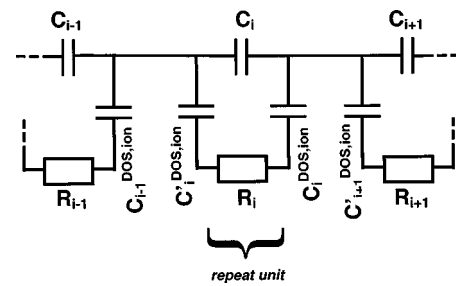 C_{i-1} C_i C_{i+1}
C_{i-1}^{DOS,ion}
C'_i^{DOS,ion}
C_i^{DOS,ion}
C'_{i+1}^{DOS,ion}
R_{i-1} R_i R_{i+1}
repeat unit